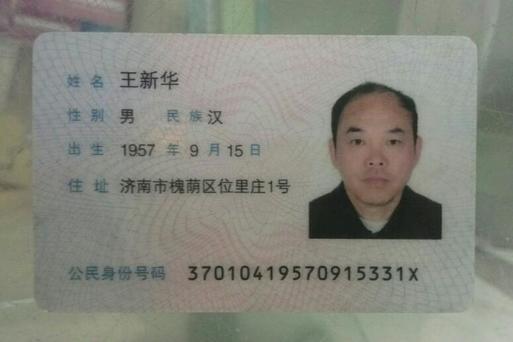 姓名 王新华
性别 男 民族 汉
出生 1957 年 9 月 15 日
住址 济南市槐荫区位里庄1号
公民身份号码 37010419570915331X